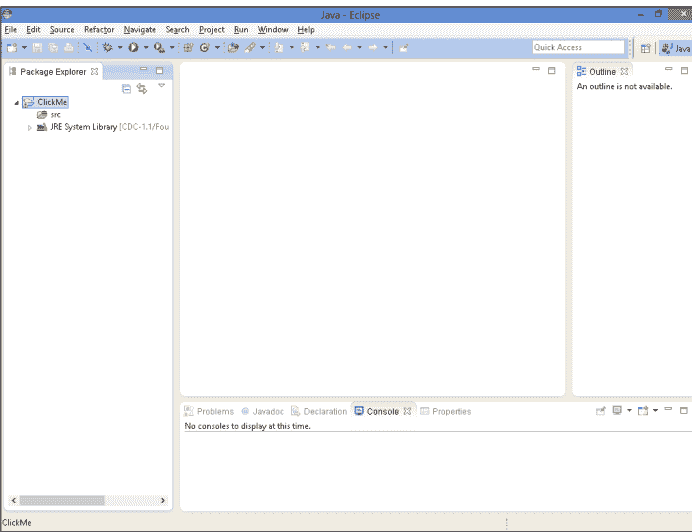 Java - Eclipse
File Edit Source Refactor Navigate Search Project Run Window Help
Quick Access
Java
Package Explorer
ClickMe
src
JRE System Library [CDC-1.1/Fou
Outline
An outline is not available.
Problems @ Javadoc Declaration Console Properties
No consoles to display at this time.
ClickMe